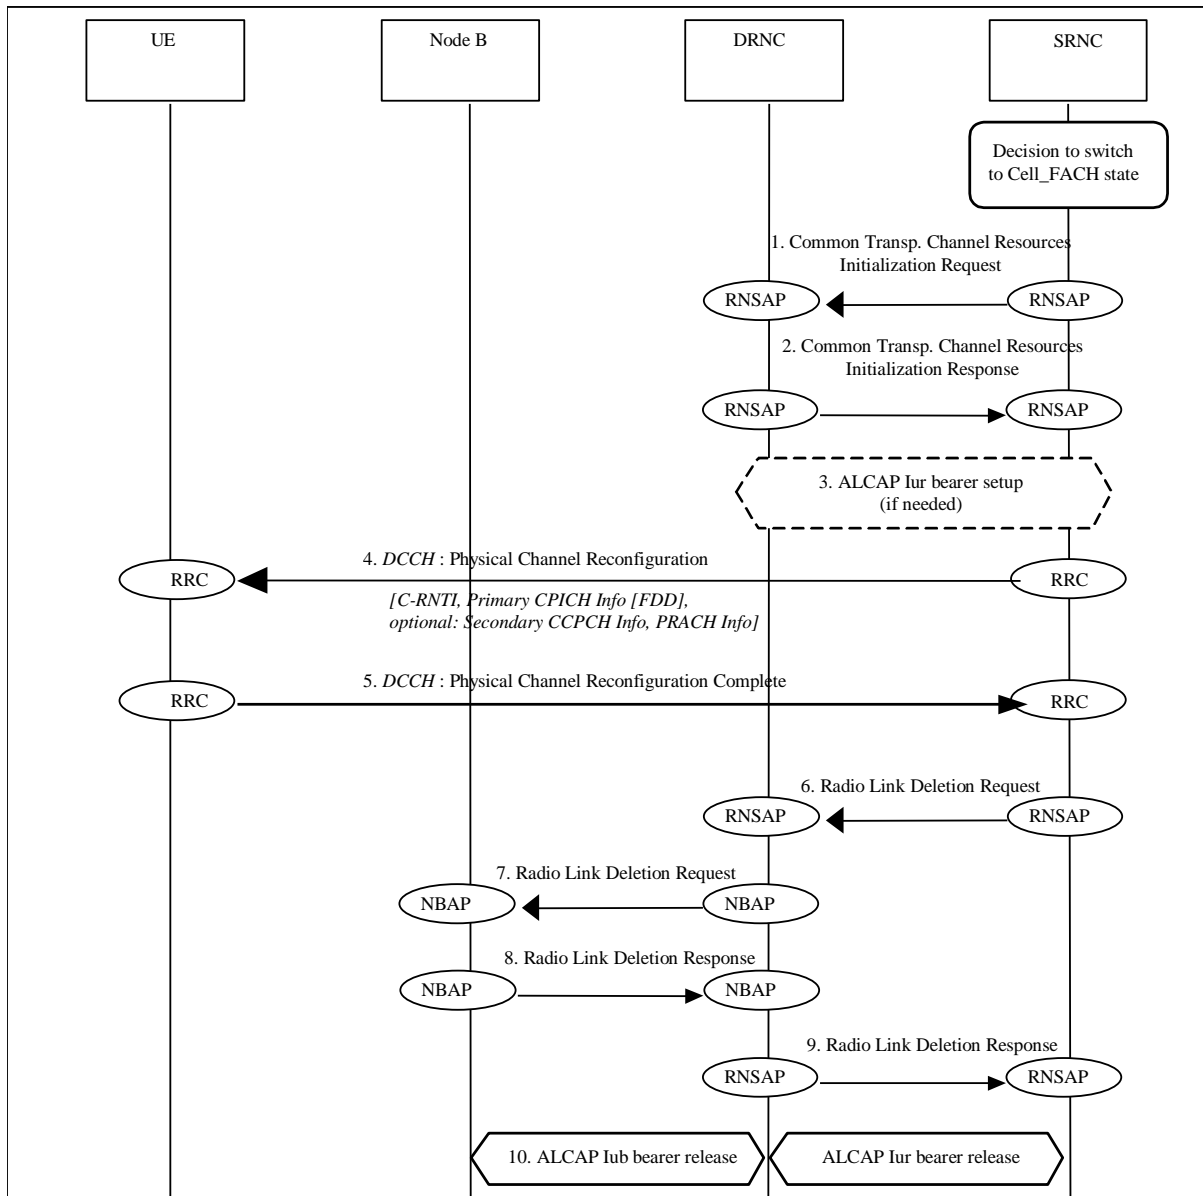 UE
Node B
DRNC
SRNC
Decision to switch
to Cell_FACH state
1. Common Transp. Channel Resources
Initialization Request
RNSAP
RNSAP
2. Common Transp. Channel Resources
Initialization Response
RNSAP
RNSAP
3. ALCAP Iur bearer setup
(if needed)
4. DCCH : Physical Channel Reconfiguration
RRC
RRC
[C-RNTI, Primary CPICH Info [FDD],
optional: Secondary CCPCH Info, PRACH Info]
5. DCCH : Physical Channel Reconfiguration Complete
RRC
RRC
6. Radio Link Deletion Request
RNSAP
RNSAP
7. Radio Link Deletion Request
NBAP
NBAP
8. Radio Link Deletion Response
NBAP
NBAP
9. Radio Link Deletion Response
RNSAP
RNSAP
10. ALCAP Iub bearer release
ALCAP Iur bearer release